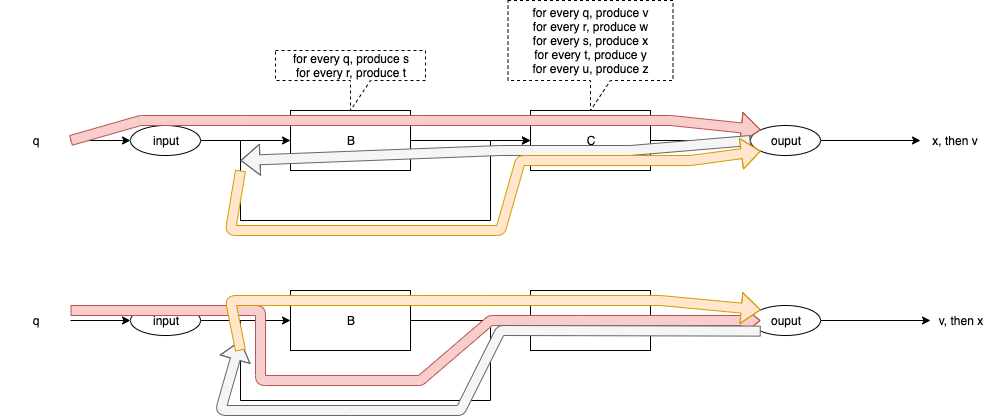 for every q, produce v
for every r, produce w
for every s, produce x
for every t, produce y
for every u, produce z
for every q, produce s
for every r, produce t
q
input
B
C
ouput
x, then v
q
input
B
ouput
v, then x